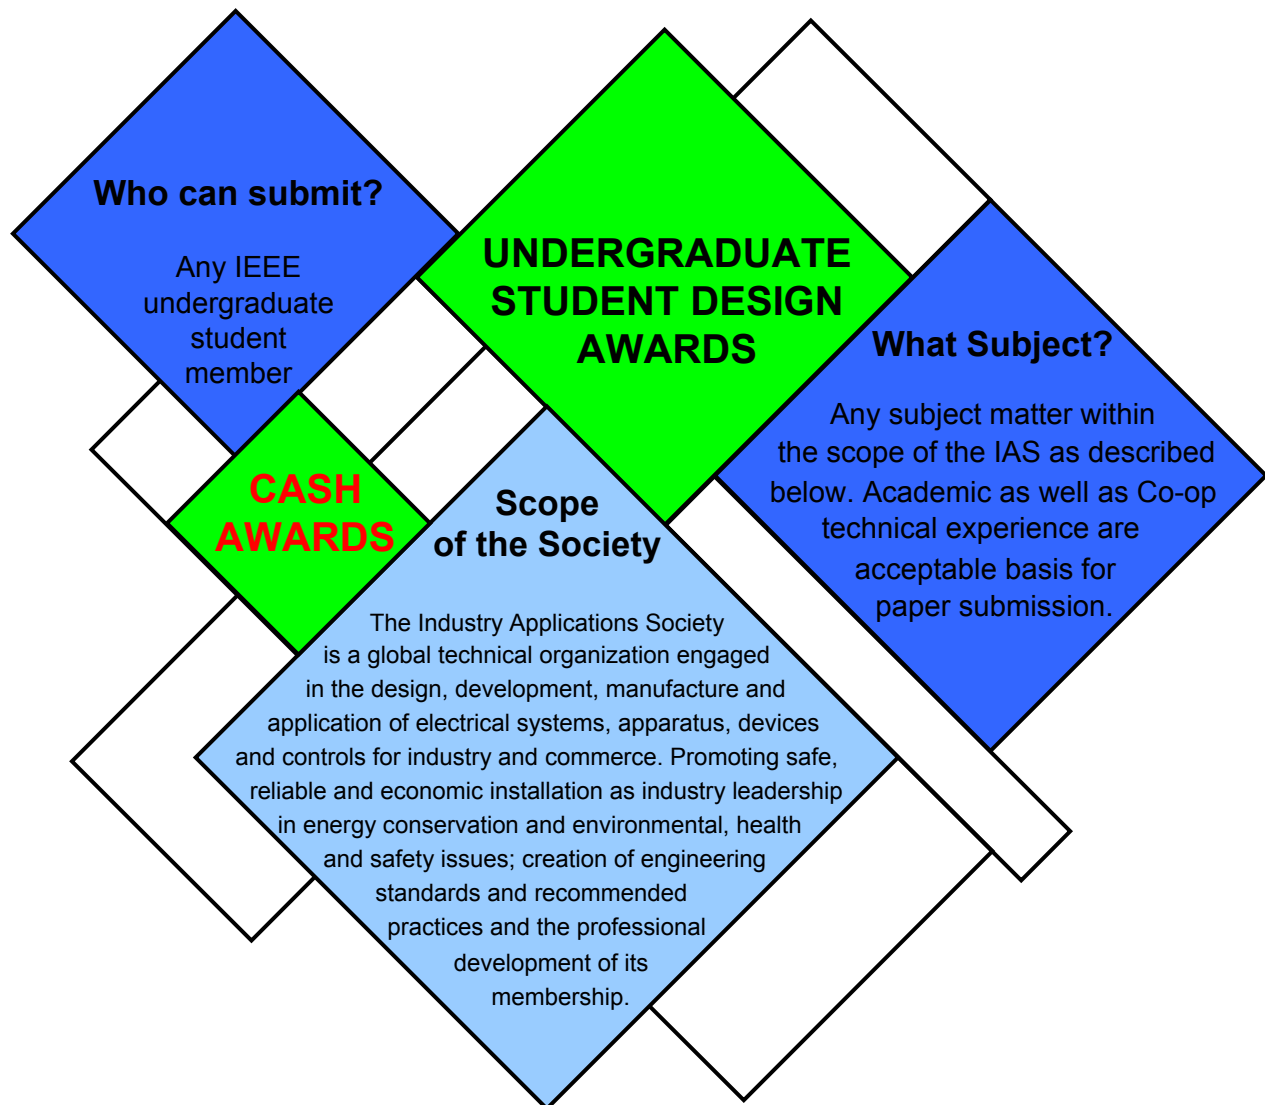 Who can submit?
Any IEEE
undergraduate
student
member
UNDERGRADUATE
STUDENT DESIGN
AWARDS
What Subject?
Any subject matter within
the scope of the IAS as described
below. Academic as well as Co-op
technical experience are
acceptable basis for
paper submission.
CASH
AWARDS
Scope
of the Society
The Industry Applications Society
is a global technical organization engaged
in the design, development, manufacture and
application of electrical systems, apparatus, devices
and controls for industry and commerce. Promoting safe,
reliable and economic installation as industry leadership
in energy conservation and environmental, health
and safety issues; creation of engineering
standards and recommended
practices and the professional
development of its
membership.